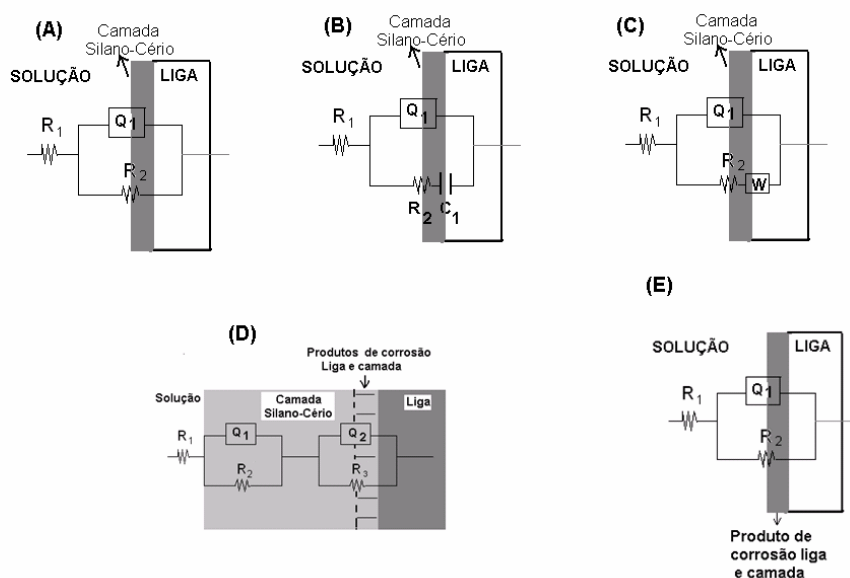 (A)
Camada
Silano-Cério
SOLUÇÃO
LIGA
R1
Q1
R2
(B)
Camada
Silano-Cério
SOLUÇÃO
LIGA
R1
Q1
R2
C1
(C)
Camada
Silano-Cério
SOLUÇÃO
LIGA
R1
Q1
R2
W
(D)
Produtos de corrosão
Liga e camada
Solução
Camada
Silano-Cério
Liga
R1
Q1
R2
Q2
R3
(E)
SOLUÇÃO
LIGA
R1
Q1
R2
Produto de
corrosão liga
e camada